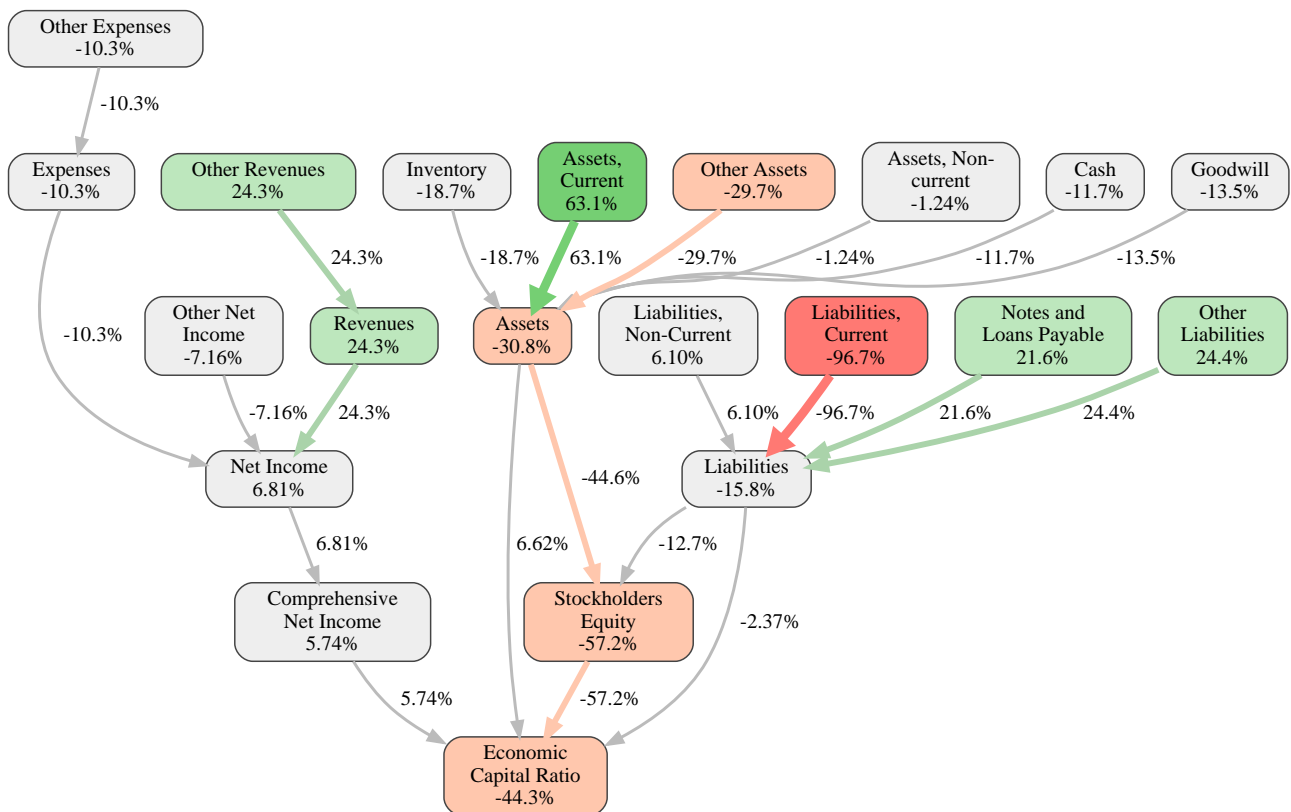 Other Expenses
-10.3%
-10.3%
Expenses
-10.3%
Other Revenues
24.3%
Inventory
-18.7%
Assets,
Current
63.1%
Other Assets
-29.7%
Assets, Non-
current
-1.24%
Cash
-11.7%
Goodwill
-13.5%
24.3%
-18.7%
63.1%
-29.7%
-1.24%
-11.7%
-13.5%
-10.3%
Other Net
Income
-7.16%
Revenues
24.3%
Assets
-30.8%
Liabilities,
Non-Current
6.10%
Liabilities,
Current
-96.7%
Notes and
Loans Payable
21.6%
Other
Liabilities
24.4%
-7.16%
24.3%
6.10%
-96.7%
21.6%
24.4%
Net Income
6.81%
-44.6%
Liabilities
-15.8%
6.81%
6.62%
-12.7%
Comprehensive
Net Income
5.74%
Stockholders
Equity
-57.2%
-2.37%
5.74%
-57.2%
Economic
Capital Ratio
-44.3%